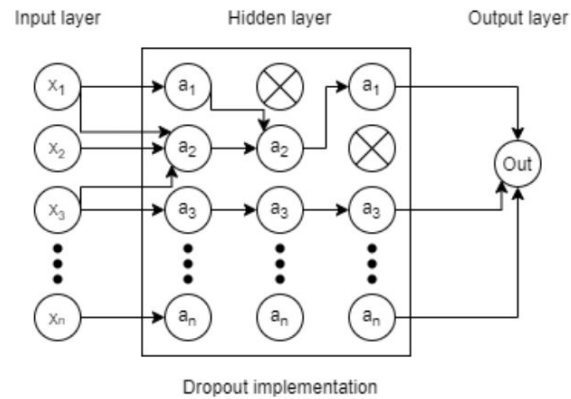 Input layer Hidden layer Output layer
x1 a1 a1
x2 a2 a2
Out
x3 a3 a3 a3
xn an an an
Dropout implementation